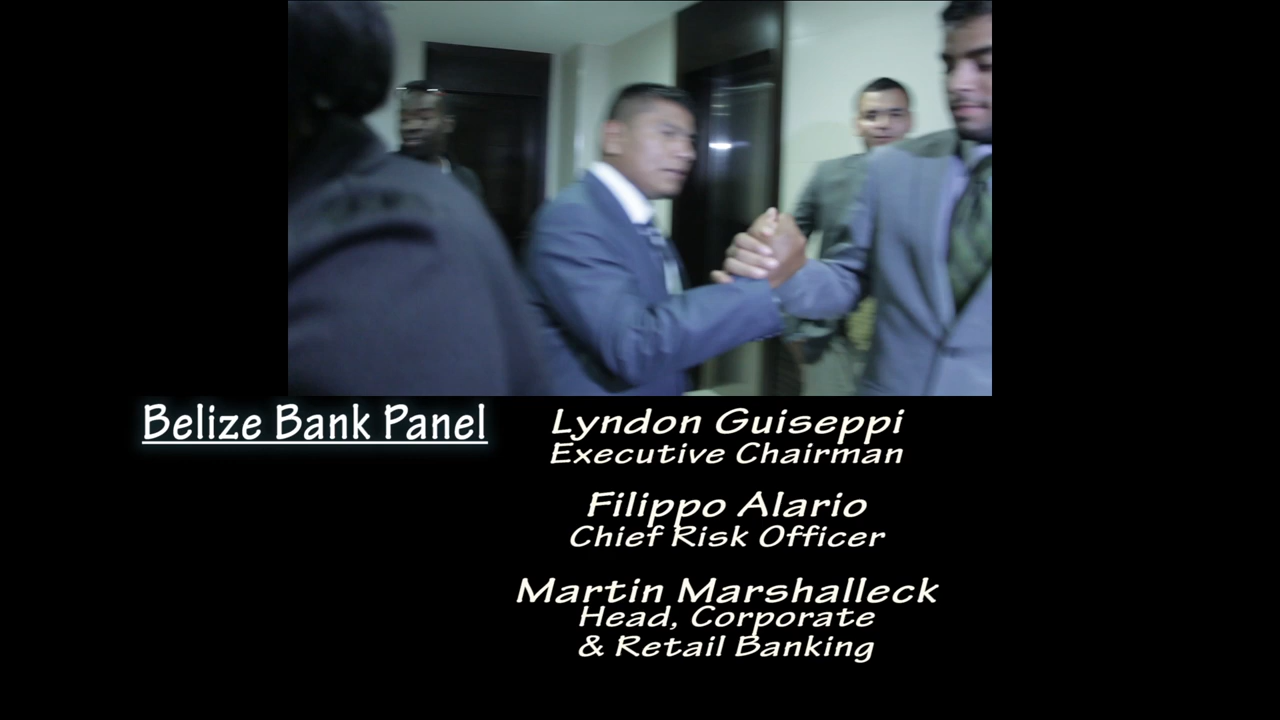 Belize Bank Panel
Lyndon Guiseppi
Executive Chairman
Filippo Alario
Chief Risk Officer
Martin Marshalleck
Head, Corporate
& Retail Banking